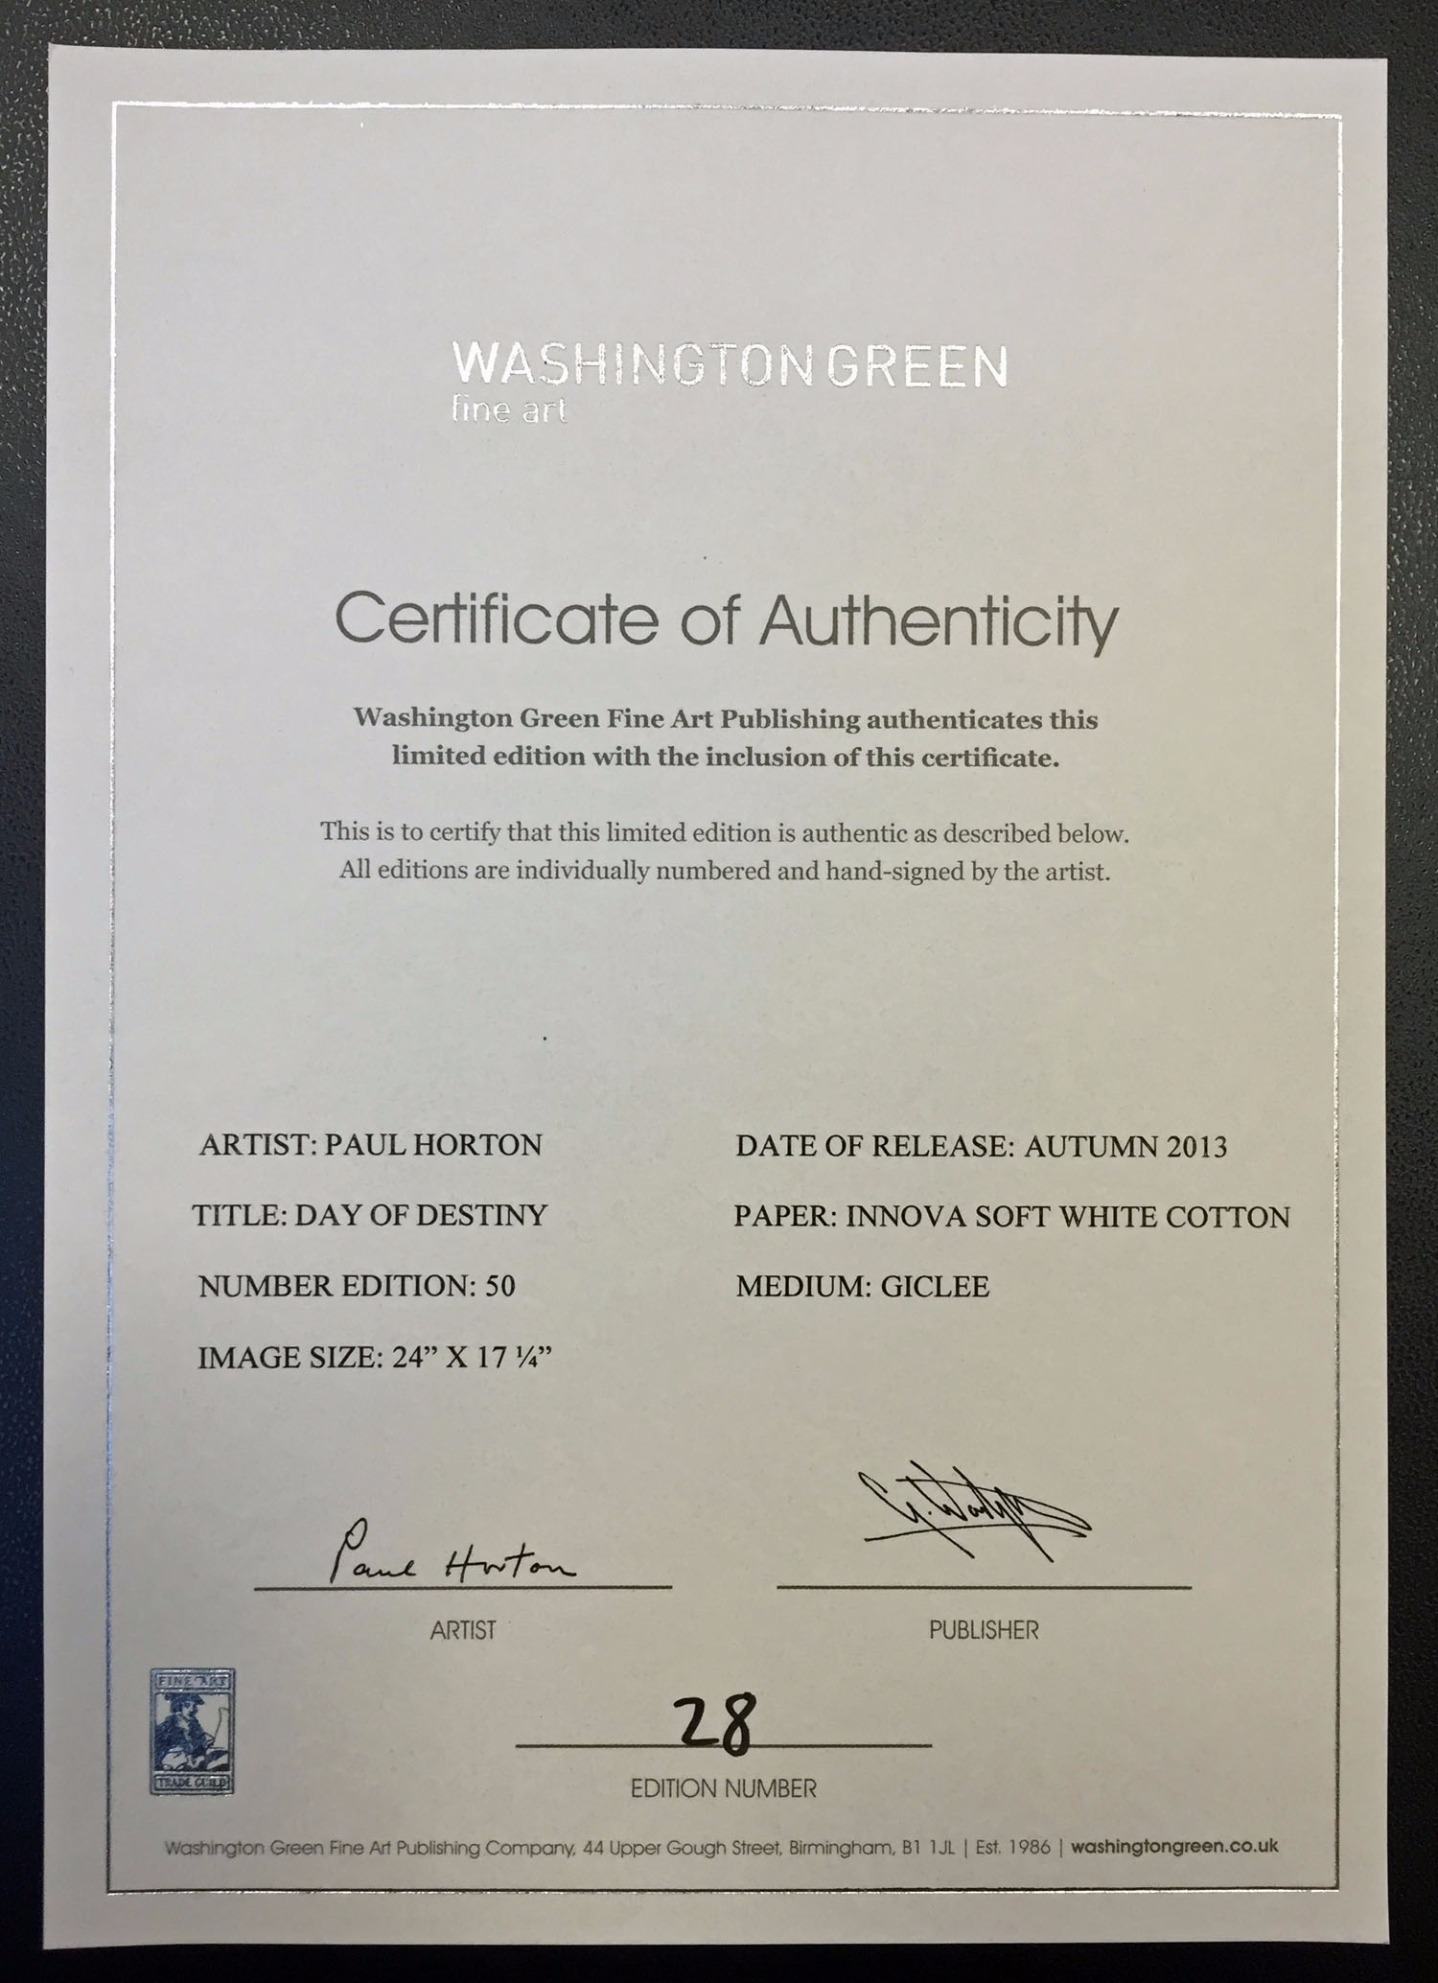 WASHINGTON GREEN
fine art
Certificate of Authenticity
Washington Green Fine Art Publishing authenticates this
limited edition with the inclusion of this certificate.
This is to certify that this limited edition is authentic as described below.
All editions are individually numbered and hand-signed by the artist.
ARTIST: PAUL HORTON
TITLE: DAY OF DESTINY
NUMBER EDITION: 50
IMAGE SIZE: 24” X 17 ¼”
DATE OF RELEASE: AUTUMN 2013
PAPER: INNOVA SOFT WHITE COTTON
MEDIUM: GICLEE
Paul Horton
ARTIST
PUBLISHER
28
EDITION NUMBER
FINE ART
TRADE GUILD
Washington Green Fine Art Publishing Company, 44 Upper Gough Street, Birmingham, B1 1JL | Est. 1986 | washingtongreen.co.uk